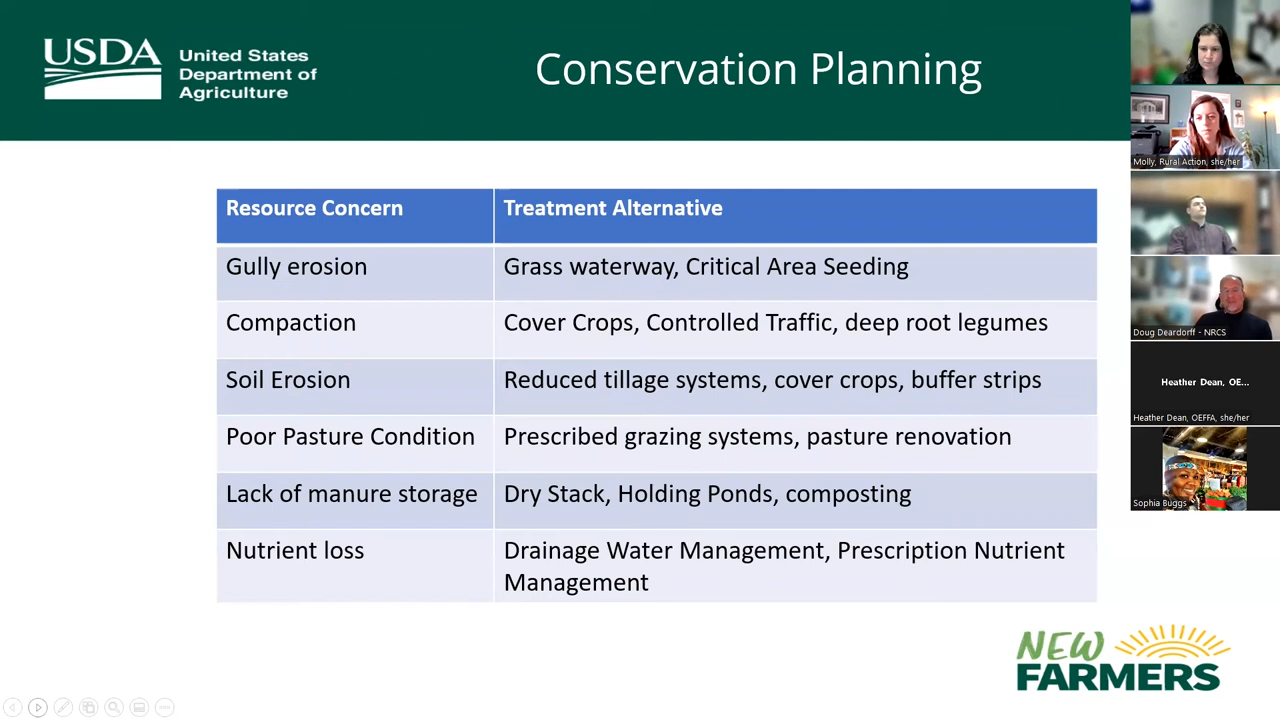 USDA
United States
Department of
Agriculture
Conservation Planning
Resource Concern
Treatment Alternative
Gully erosion
Grass waterway, Critical Area Seeding
Compaction
Cover Crops, Controlled Traffic, deep root legumes
Soil Erosion
Reduced tillage systems, cover crops, buffer strips
Poor Pasture Condition
Prescribed grazing systems, pasture renovation
Lack of manure storage
Dry Stack, Holding Ponds, composting
Nutrient loss
Drainage Water Management, Prescription Nutrient
Management
NEW
FARMERS
Molly, Rural Action, she/her
Doug Deardorff - NRCS
Heather Dean, OE...
Heather Dean, OEFFA, she/her
Sophia Buggs